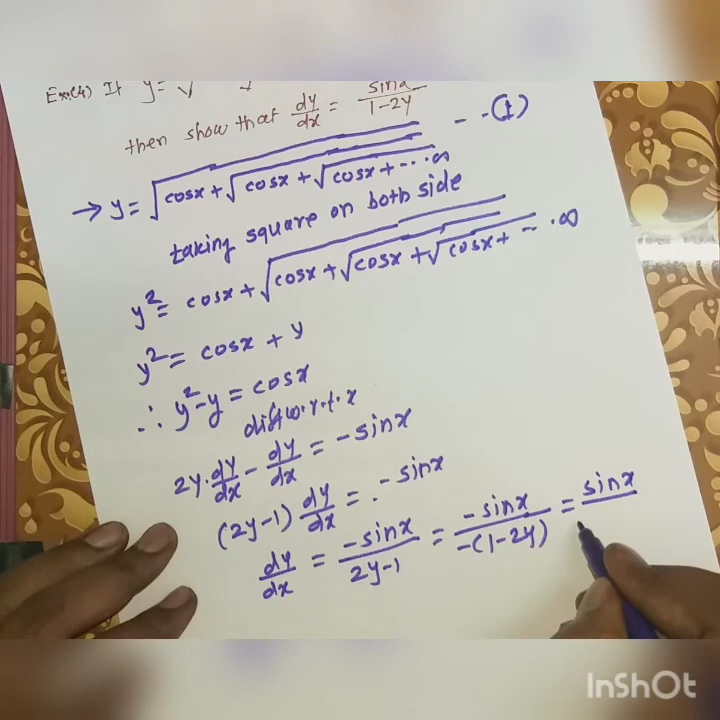 Ex.(4) If y = √ +
then show that dy/dx = sinx/1-2y
→ y = √cosx + √cosx + √cosx + ... ∞ - - (1)
taking square on both side
y² = cosx + √cosx + √cosx + √cosx + - . . ∞
y² = cosx + y
∴ y² - y = cosx
diff w.r.t. x
2y. dy/dx - dy/dx = -sinx
(2y-1) dy/dx = . -sinx
dy/dx = -sinx/2y-1 = -sinx/-(1-2y) = sinx/
InShOt